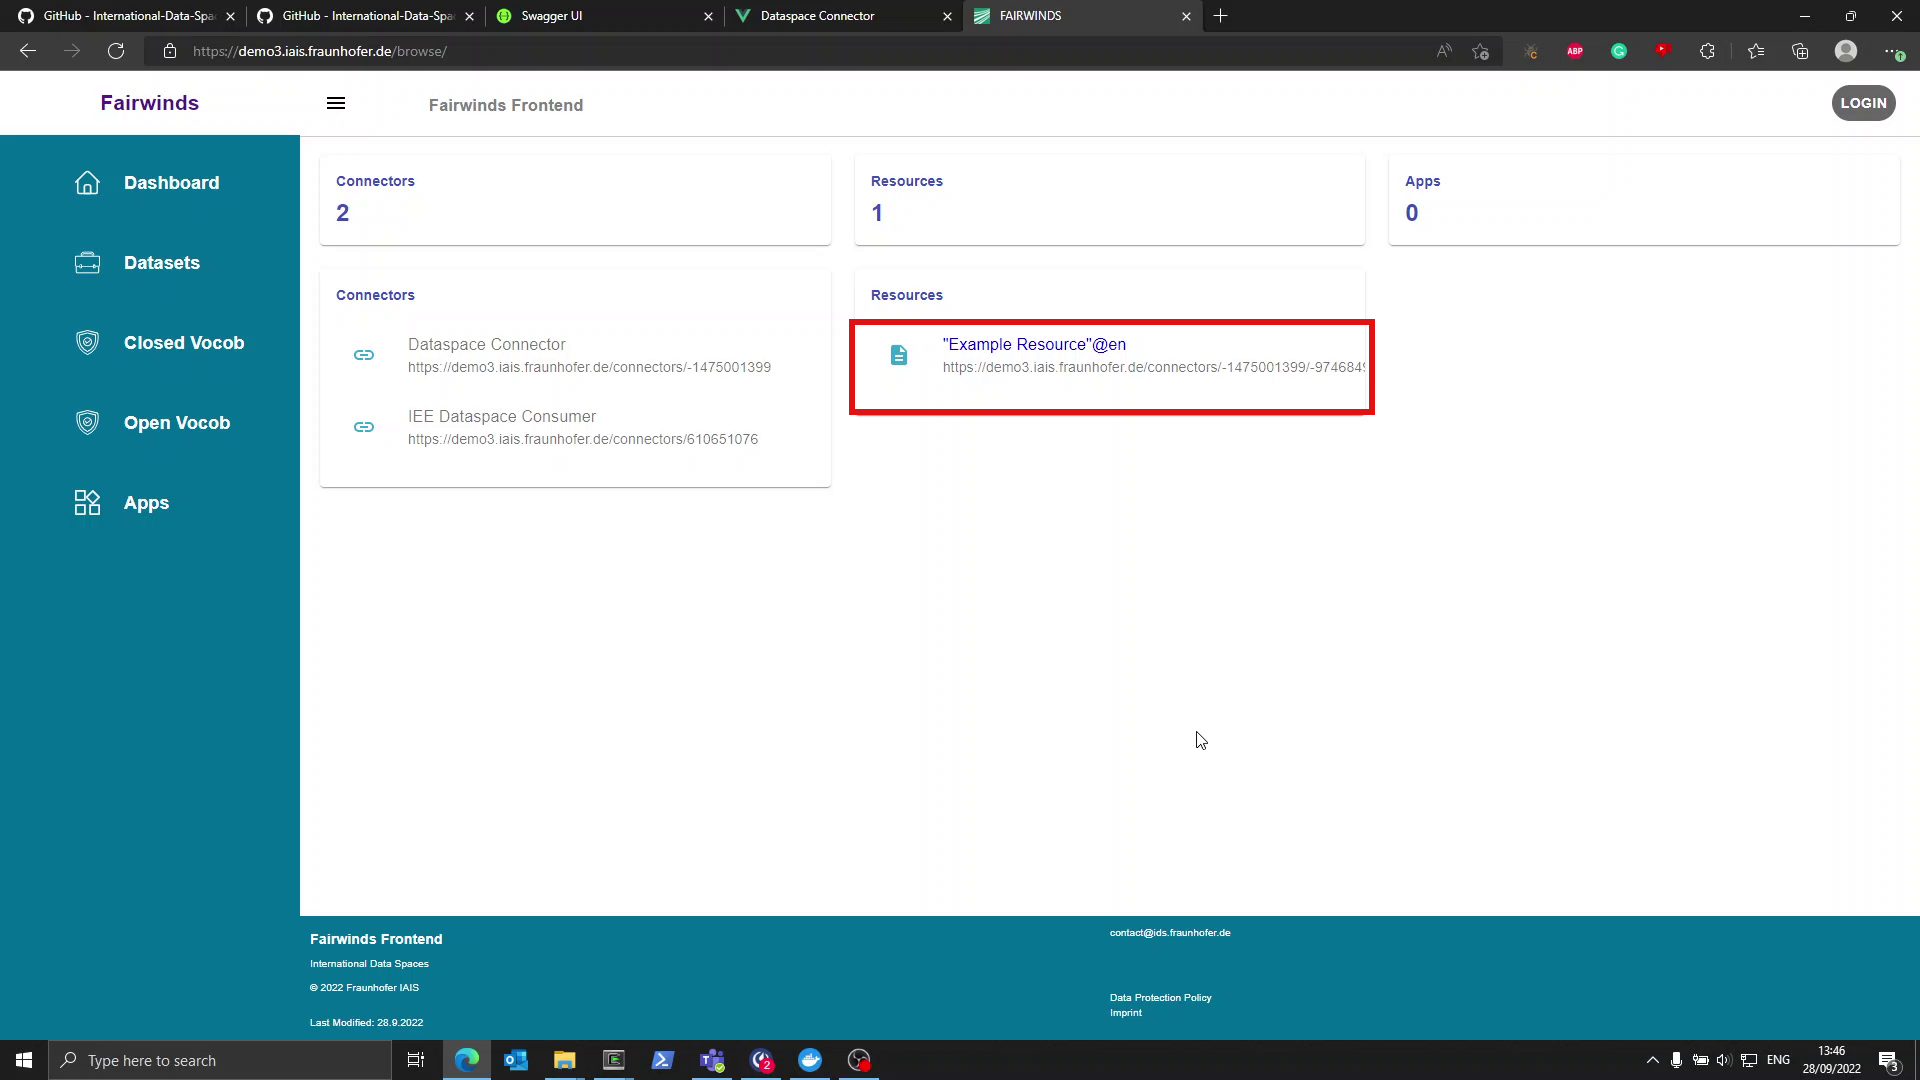 GitHub - International-Data-Spa
GitHub - International-Data-Spa
Swagger UI
Dataspace Connector
FAIRWINDS
https://demo3.iais.fraunhofer.de/browse/
ABP
Fairwinds
Fairwinds Frontend
LOGIN
Dashboard
Datasets
Closed Vocob
Open Vocob
Apps
Connectors
2
Resources
1
Apps
0
Connectors
Dataspace Connector
https://demo3.iais.fraunhofer.de/connectors/-1475001399
IEE Dataspace Consumer
https://demo3.iais.fraunhofer.de/connectors/610651076
Resources
"Example Resource"@en
https://demo3.iais.fraunhofer.de/connectors/-1475001399/-974684
Fairwinds Frontend
International Data Spaces
© 2022 Fraunhofer IAIS
Last Modified: 28.9.2022
contact@ids.fraunhofer.de
Data Protection Policy
Imprint
Type here to search
2
ENG
13:46
28/09/2022
3